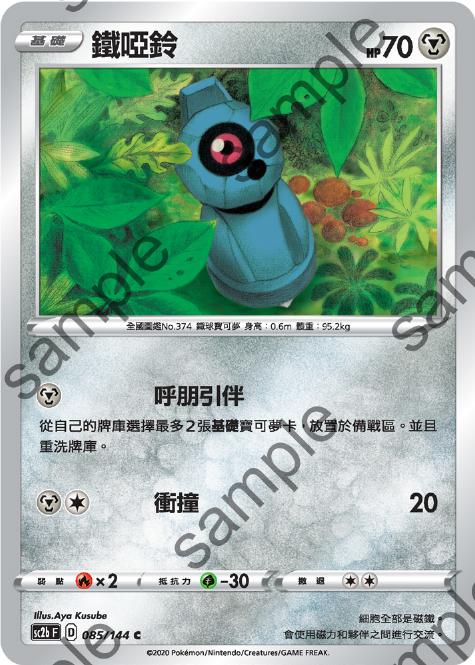 基礎 鐵啞鈴 HP70
全國圖鑑No.374 鐵球寶可夢 身高：0.6m 體重：95.2kg
呼朋引伴
從自己的牌庫選擇最多2張基礎寶可夢卡，放置於備戰區。並且
重洗牌庫。
衝撞 20
弱點 ×2 抵抗力 -30 撤退
Illus.Aya Kusube
sc2b F D 085/144 C
細胞全部是磁鐵。
會使用磁力和夥伴之間進行交流。
©2020 Pokémon/Nintendo/Creatures/GAME FREAK.
sample
sample
sample
sample
sample
sample